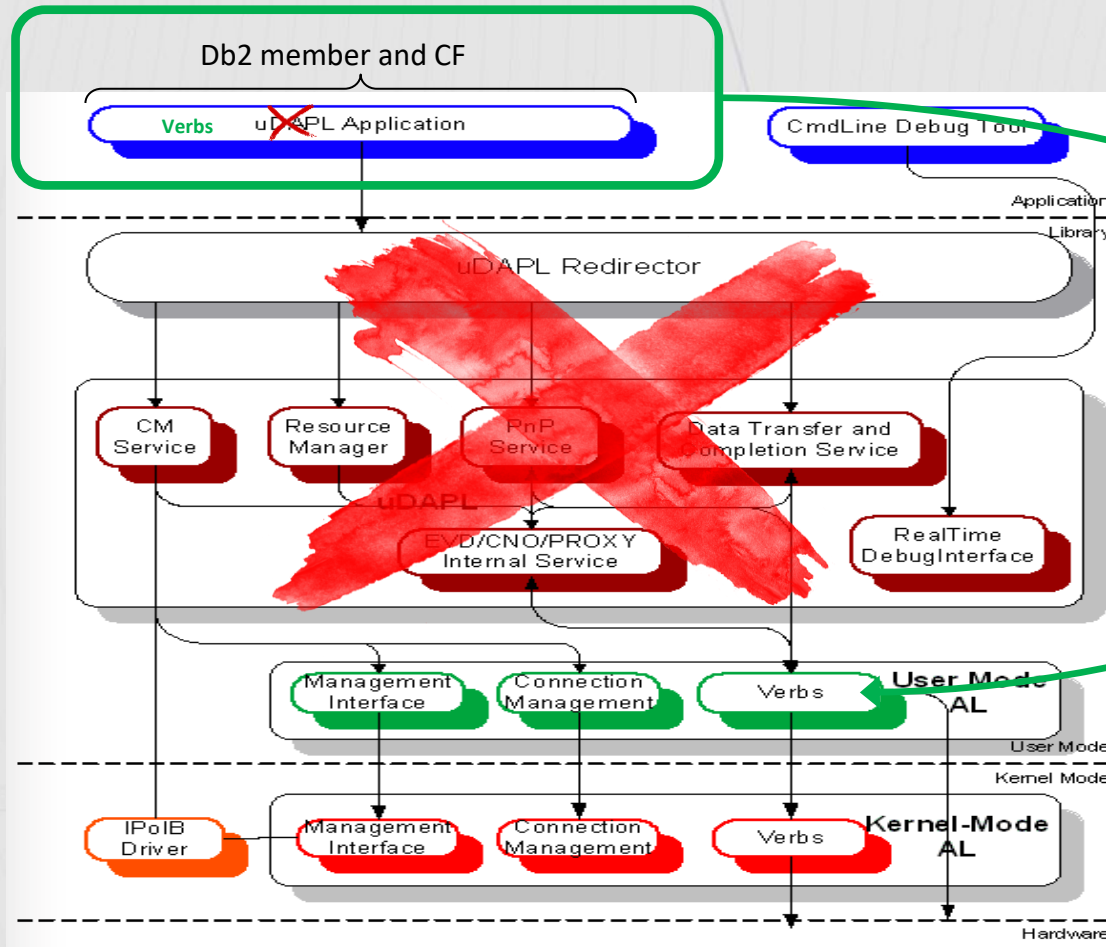 Db2 member and CF
Verbs uDAPL Application
CmdLine Debug Tool
Application
Library
uDAPL Redirector
CM
Service
Resource
Manager
PnP
Service
Data Transfer and
Completion Service
uDAPL
EVD/CNO/PROXY
Internal Service
RealTime
DebugInterface
Management
Interface
Connection
Management
Verbs
User Mode
AL
User Mode
Kernel Mode
IPoIB
Driver
Management
Interface
Connection
Management
Verbs
Kernel-Mode
AL
Hardware